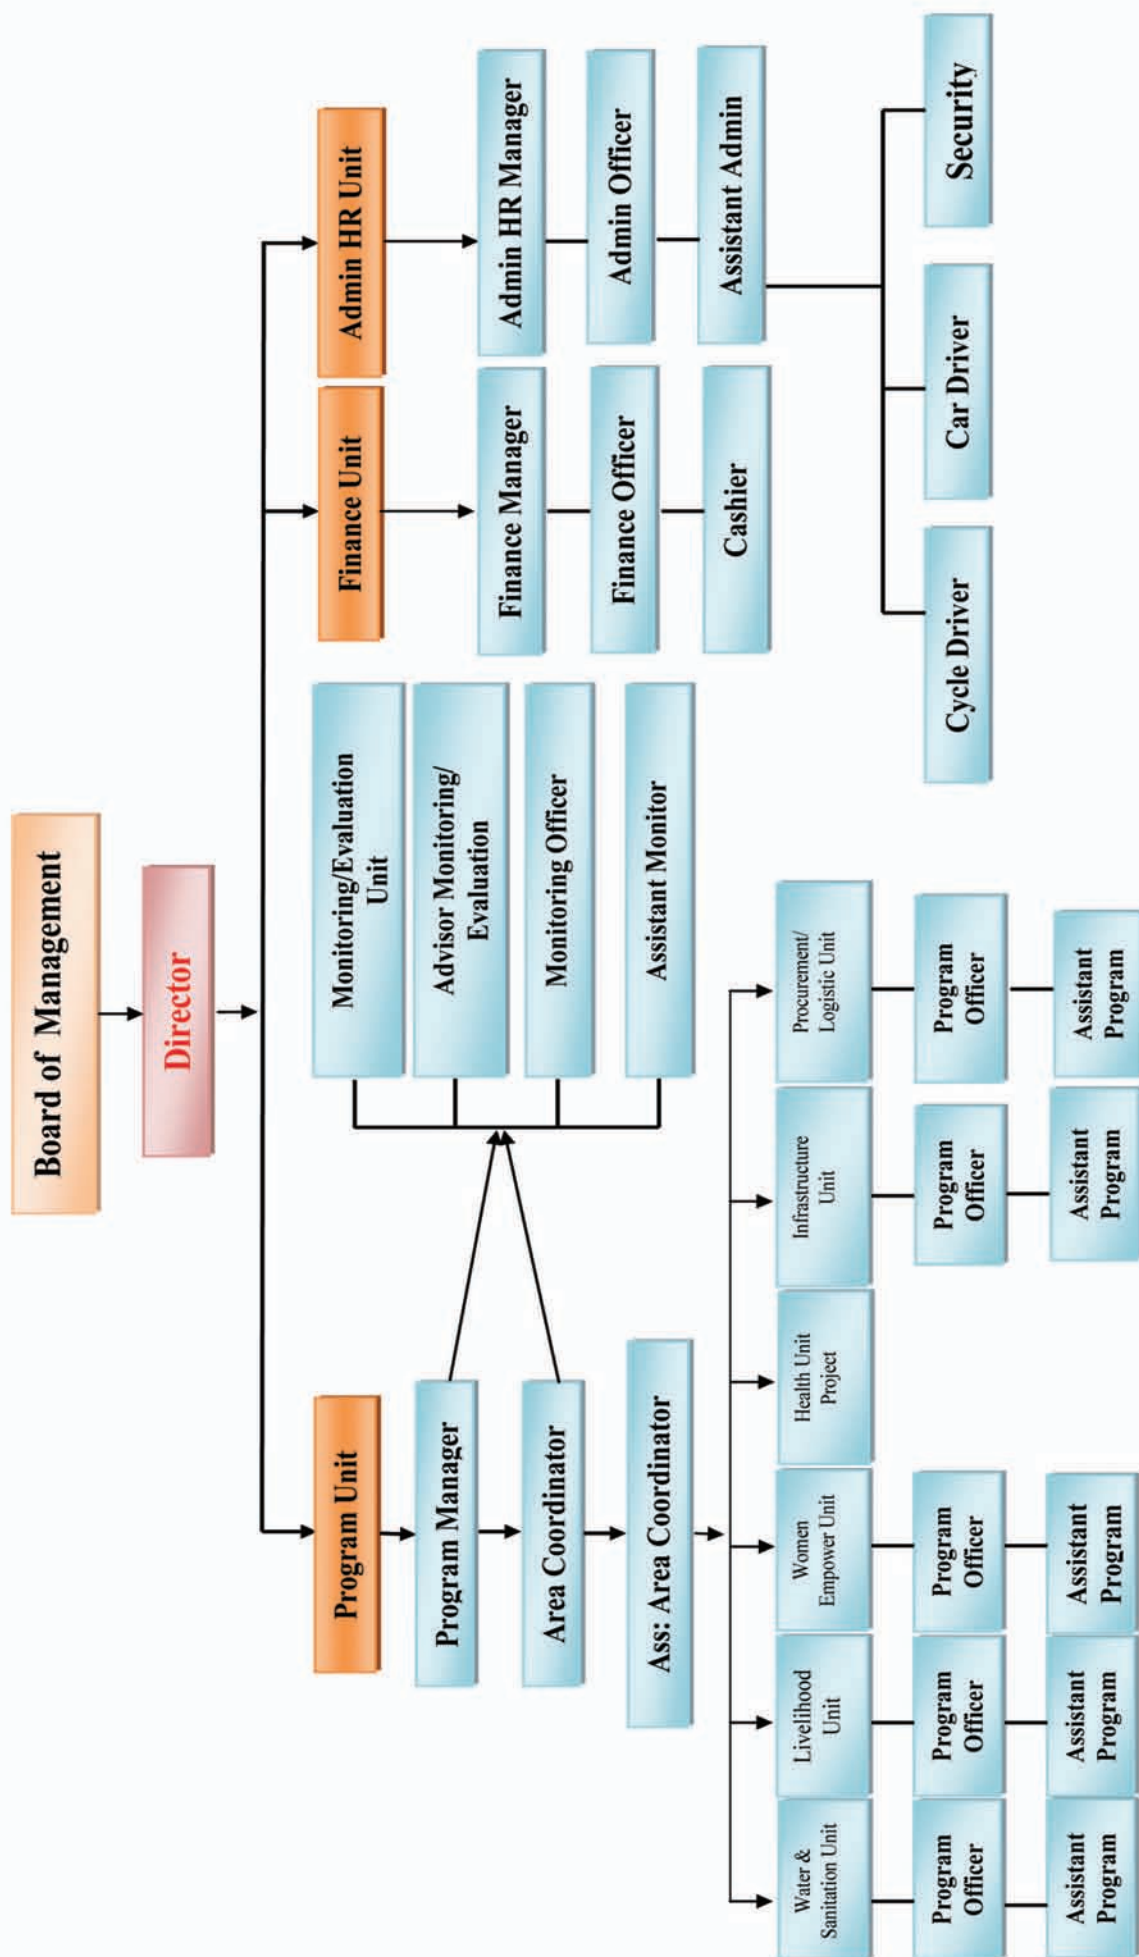 Board of Management
Director
Program Unit
Finance Unit
Admin HR Unit
Program Manager
Area Coordinator
Ass: Area Coordinator
Monitoring/Evaluation
Unit
Advisor Monitoring/
Evaluation
Monitoring Officer
Assistant Monitor
Finance Manager
Finance Officer
Cashier
Admin HR Manager
Admin Officer
Assistant Admin
Cycle Driver
Car Driver
Security
Water &
Sanitation Unit
Livelihood
Unit
Women
Empower Unit
Health Unit
Project
Infrastructure
Unit
Procurement/
Logistic Unit
Program
Officer
Program
Officer
Program
Officer
Program
Officer
Program
Officer
Assistant
Program
Assistant
Program
Assistant
Program
Assistant
Program
Assistant
Program